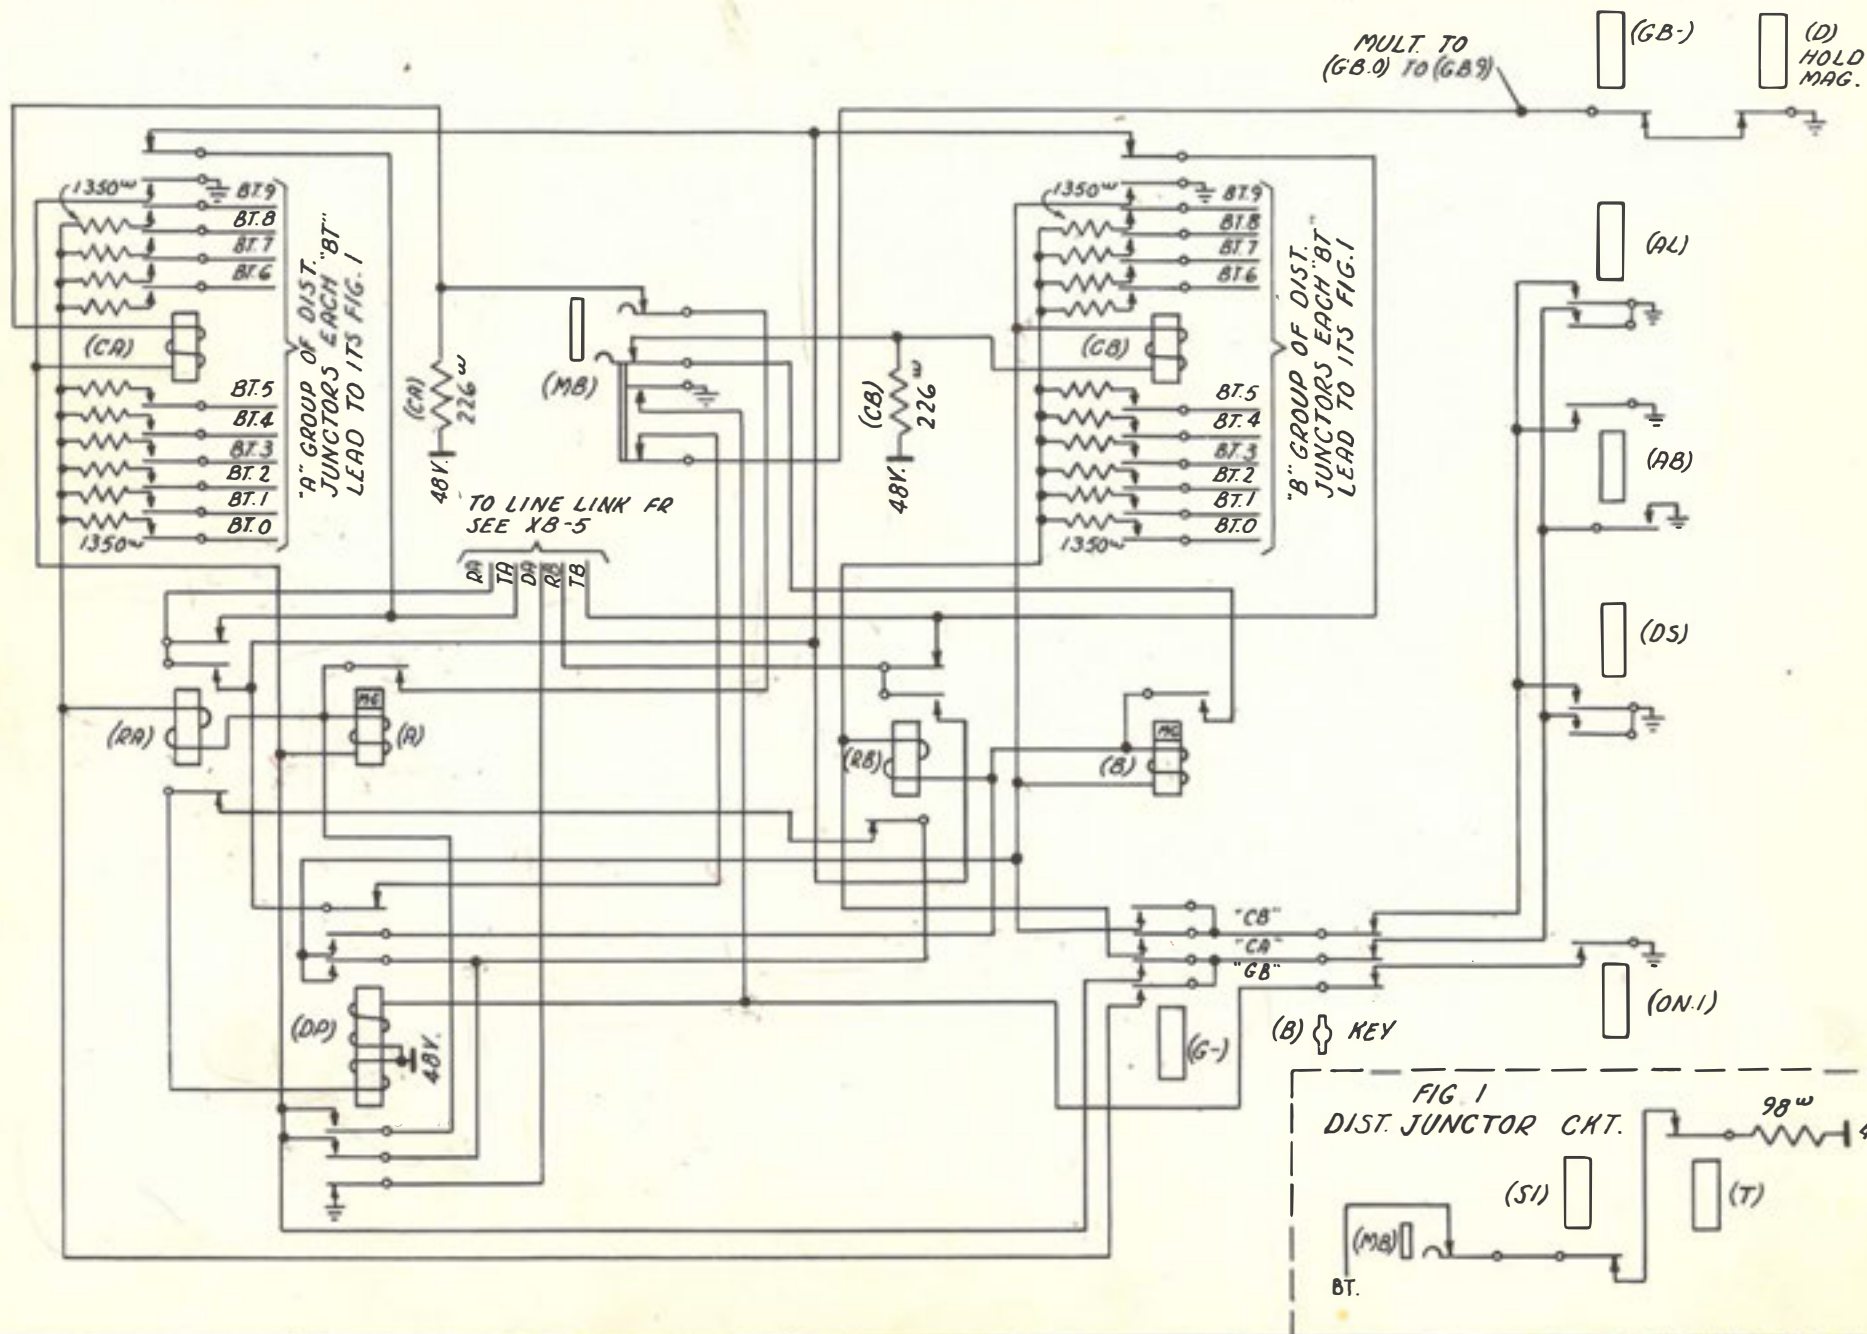 MULT. TO
(GB.0) TO (GB.9)
(GB-)
(D)
HOLD
MAG.
1350ω
BT.9
BT.8
BT.7
BT.6
(CA)
BT.5
BT.4
BT.3
BT.2
BT.1
BT.0
1350ω
"A" GROUP OF DIST.
JUNCTORS EACH "BT"
LEAD TO ITS FIG. 1
(CA)
226ω
48V.
(MB)
TO LINE LINK FR
SEE XB-5
RA
TA
DA
RB
TB
(CB)
226ω
48V.
1350ω
BT.9
BT.8
BT.7
BT.6
(CB)
BT.5
BT.4
BT.3
BT.2
BT.1
BT.0
1350ω
"B" GROUP OF DIST.
JUNCTORS EACH "BT"
LEAD TO ITS FIG.1
(AL)
(AB)
(DS)
(RA)
MG
(A)
(RB)
MG
(B)
"CB"
"CA"
"GB"
(DP)
48V.
(G-)
(B) KEY
(ON.1)
FIG 1
DIST. JUNCTOR CKT.
98ω
4
(S1)
(T)
(MB)
BT.